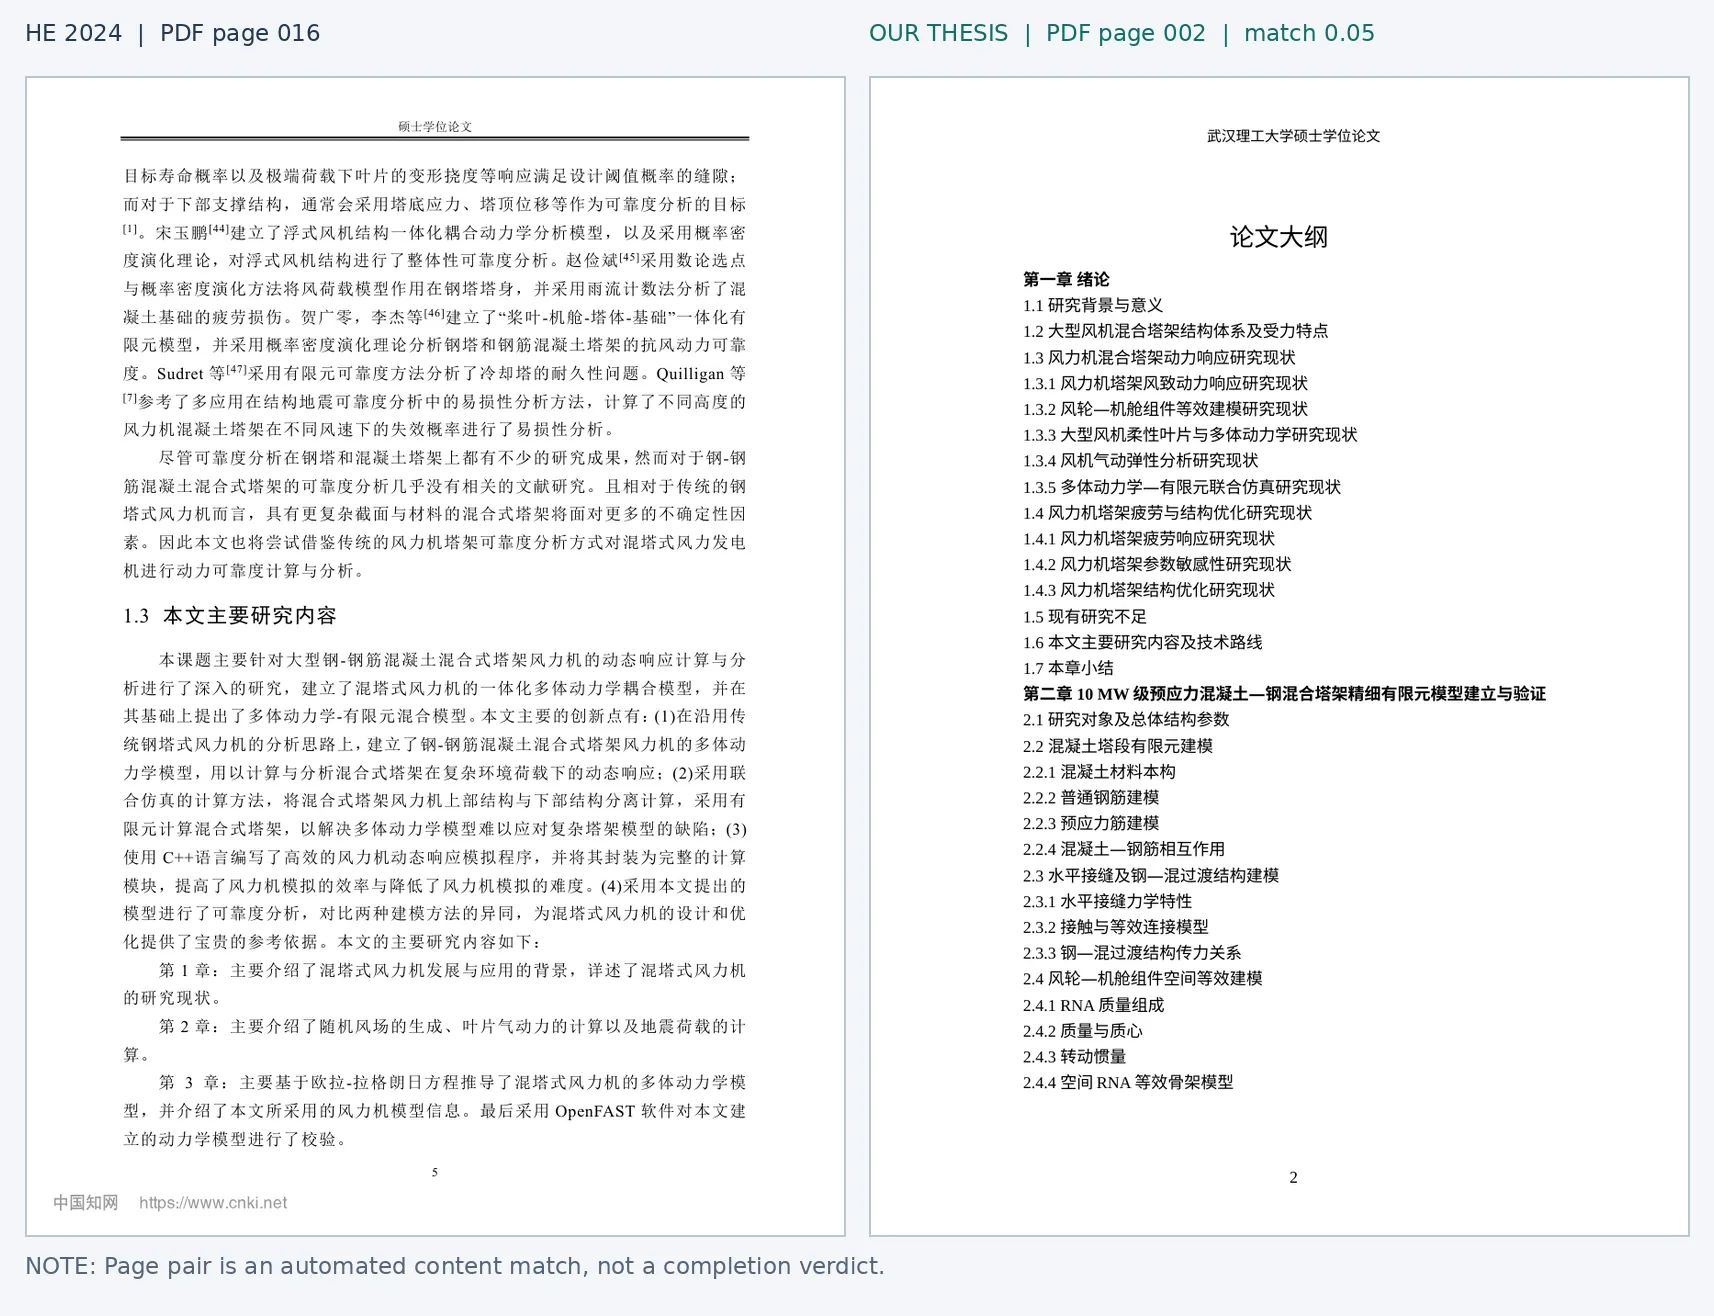 HE 2024 | PDF page 016
硕士学位论文
目标寿命概率以及极端荷载下叶片的变形挠度等响应满足设计阈值概率的缝隙；
而对于下部支撑结构，通常会采用塔底应力、塔顶位移等作为可靠度分析的目标
[1]。宋玉鹏[44]建立了浮式风机结构一体化耦合动力学分析模型，以及采用概率密
度演化理论，对浮式风机结构进行了整体性可靠度分析。赵俭斌[45]采用数论选点
与概率密度演化方法将风荷载模型作用在钢塔塔身，并采用雨流计数法分析了混
凝土基础的疲劳损伤。贺广零，李杰等[46]建立了“桨叶-机舱-塔体-基础”一体化有
限元模型，并采用概率密度演化理论分析钢塔和钢筋混凝土塔架的抗风动力可靠
度。Sudret 等[47]采用有限元可靠度方法分析了冷却塔的耐久性问题。Quilligan 等
[7]参考了多应用在结构地震可靠度分析中的易损性分析方法，计算了不同高度的
风力机混凝土塔架在不同风速下的失效概率进行了易损性分析。
尽管可靠度分析在钢塔和混凝土塔架上都有不少的研究成果，然而对于钢-钢
筋混凝土混合式塔架的可靠度分析几乎没有相关的文献研究。且相对于传统的钢
塔式风力机而言，具有更复杂截面与材料的混合式塔架将面对更多的不确定性因
素。因此本文也将尝试借鉴传统的风力机塔架可靠度分析方式对混塔式风力发电
机进行动力可靠度计算与分析。
1.3 本文主要研究内容
本课题主要针对大型钢-钢筋混凝土混合式塔架风力机的动态响应计算与分
析进行了深入的研究，建立了混塔式风力机的一体化多体动力学耦合模型，并在
其基础上提出了多体动力学-有限元混合模型。本文主要的创新点有：(1)在沿用传
统钢塔式风力机的分析思路上，建立了钢-钢筋混凝土混合式塔架风力机的多体动
力学模型，用以计算与分析混合式塔架在复杂环境荷载下的动态响应；(2)采用联
合仿真的计算方法，将混合式塔架风力机上部结构与下部结构分离计算，采用有
限元计算混合式塔架，以解决多体动力学模型难以应对复杂塔架模型的缺陷；(3)
使用 C++语言编写了高效的风力机动态响应模拟程序，并将其封装为完整的计算
模块，提高了风力机模拟的效率与降低了风力机模拟的难度。(4)采用本文提出的
模型进行了可靠度分析，对比两种建模方法的异同，为混塔式风力机的设计和优
化提供了宝贵的参考依据。本文的主要研究内容如下：
第 1 章：主要介绍了混塔式风力机发展与应用的背景，详述了混塔式风力机
的研究现状。
第 2 章：主要介绍了随机风场的生成、叶片气动力的计算以及地震荷载的计
算。
第 3 章：主要基于欧拉-拉格朗日方程推导了混塔式风力机的多体动力学模
型，并介绍了本文所采用的风力机模型信息。最后采用 OpenFAST 软件对本文建
立的动力学模型进行了校验。
5
中国知网 https://www.cnki.net
OUR THESIS | PDF page 002 | match 0.05
武汉理工大学硕士学位论文
论文大纲
第一章 绪论
1.1 研究背景与意义
1.2 大型风机混合塔架结构体系及受力特点
1.3 风力机混合塔架动力响应研究现状
1.3.1 风力机塔架风致动力响应研究现状
1.3.2 风轮—机舱组件等效建模研究现状
1.3.3 大型风机柔性叶片与多体动力学研究现状
1.3.4 风机气动弹性分析研究现状
1.3.5 多体动力学—有限元联合仿真研究现状
1.4 风力机塔架疲劳与结构优化研究现状
1.4.1 风力机塔架疲劳响应研究现状
1.4.2 风力机塔架参数敏感性研究现状
1.4.3 风力机塔架结构优化研究现状
1.5 现有研究不足
1.6 本文主要研究内容及技术路线
1.7 本章小结
第二章 10 MW 级预应力混凝土—钢混合塔架精细有限元模型建立与验证
2.1 研究对象及总体结构参数
2.2 混凝土塔段有限元建模
2.2.1 混凝土材料本构
2.2.2 普通钢筋建模
2.2.3 预应力筋建模
2.2.4 混凝土—钢筋相互作用
2.3 水平接缝及钢—混过渡结构建模
2.3.1 水平接缝力学特性
2.3.2 接触与等效连接模型
2.3.3 钢—混过渡结构传力关系
2.4 风轮—机舱组件空间等效建模
2.4.1 RNA 质量组成
2.4.2 质量与质心
2.4.3 转动惯量
2.4.4 空间 RNA 等效骨架模型
2
NOTE: Page pair is an automated content match, not a completion verdict.